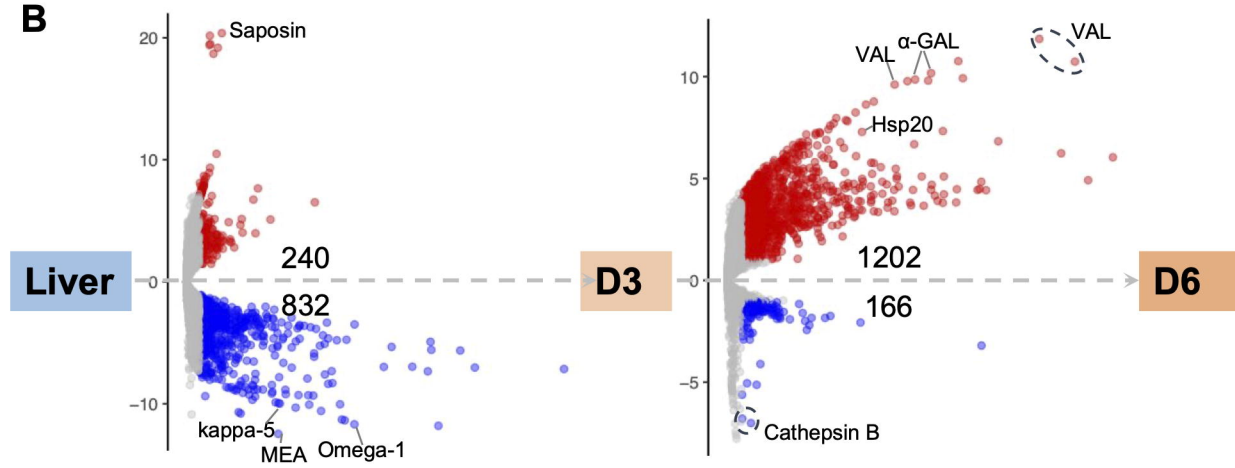 B
20
Saposin
10
240
Liver
0
D3
832
−10
kappa-5
MEA
Omega-1
VAL
α-GAL
VAL
10
Hsp20
5
1202
0
D6
166
−5
Cathepsin B